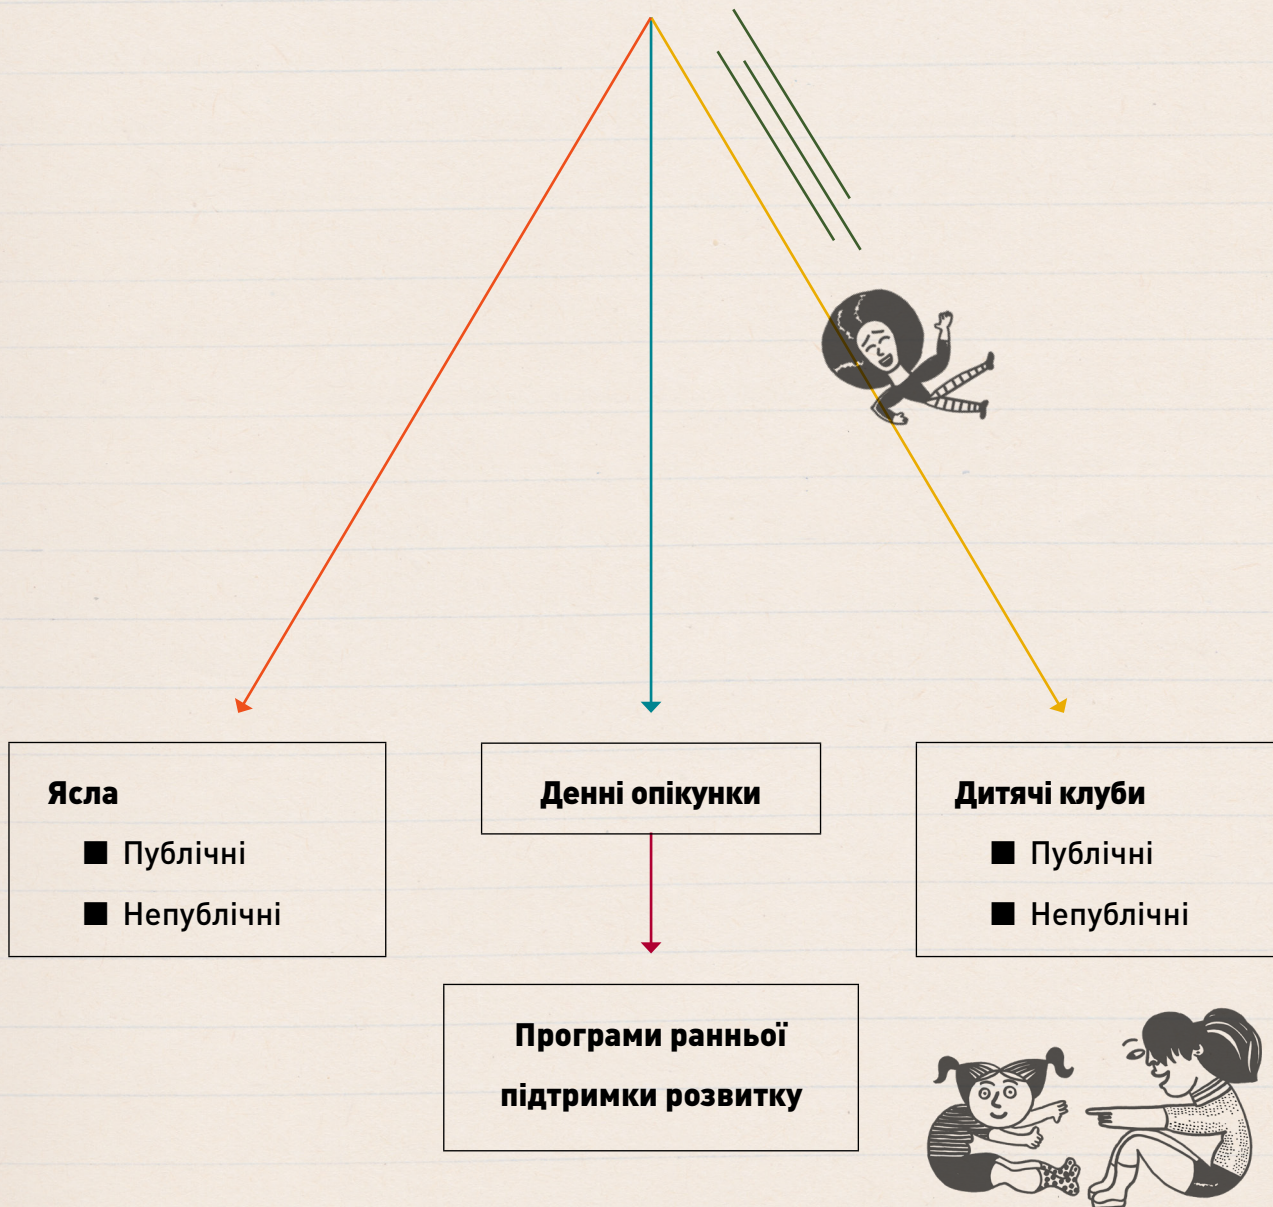 Ясла
■ Публічні
■ Непублічні
Денні опікунки
Дитячі клуби
■ Публічні
■ Непублічні
Програми ранньої
підтримки розвитку